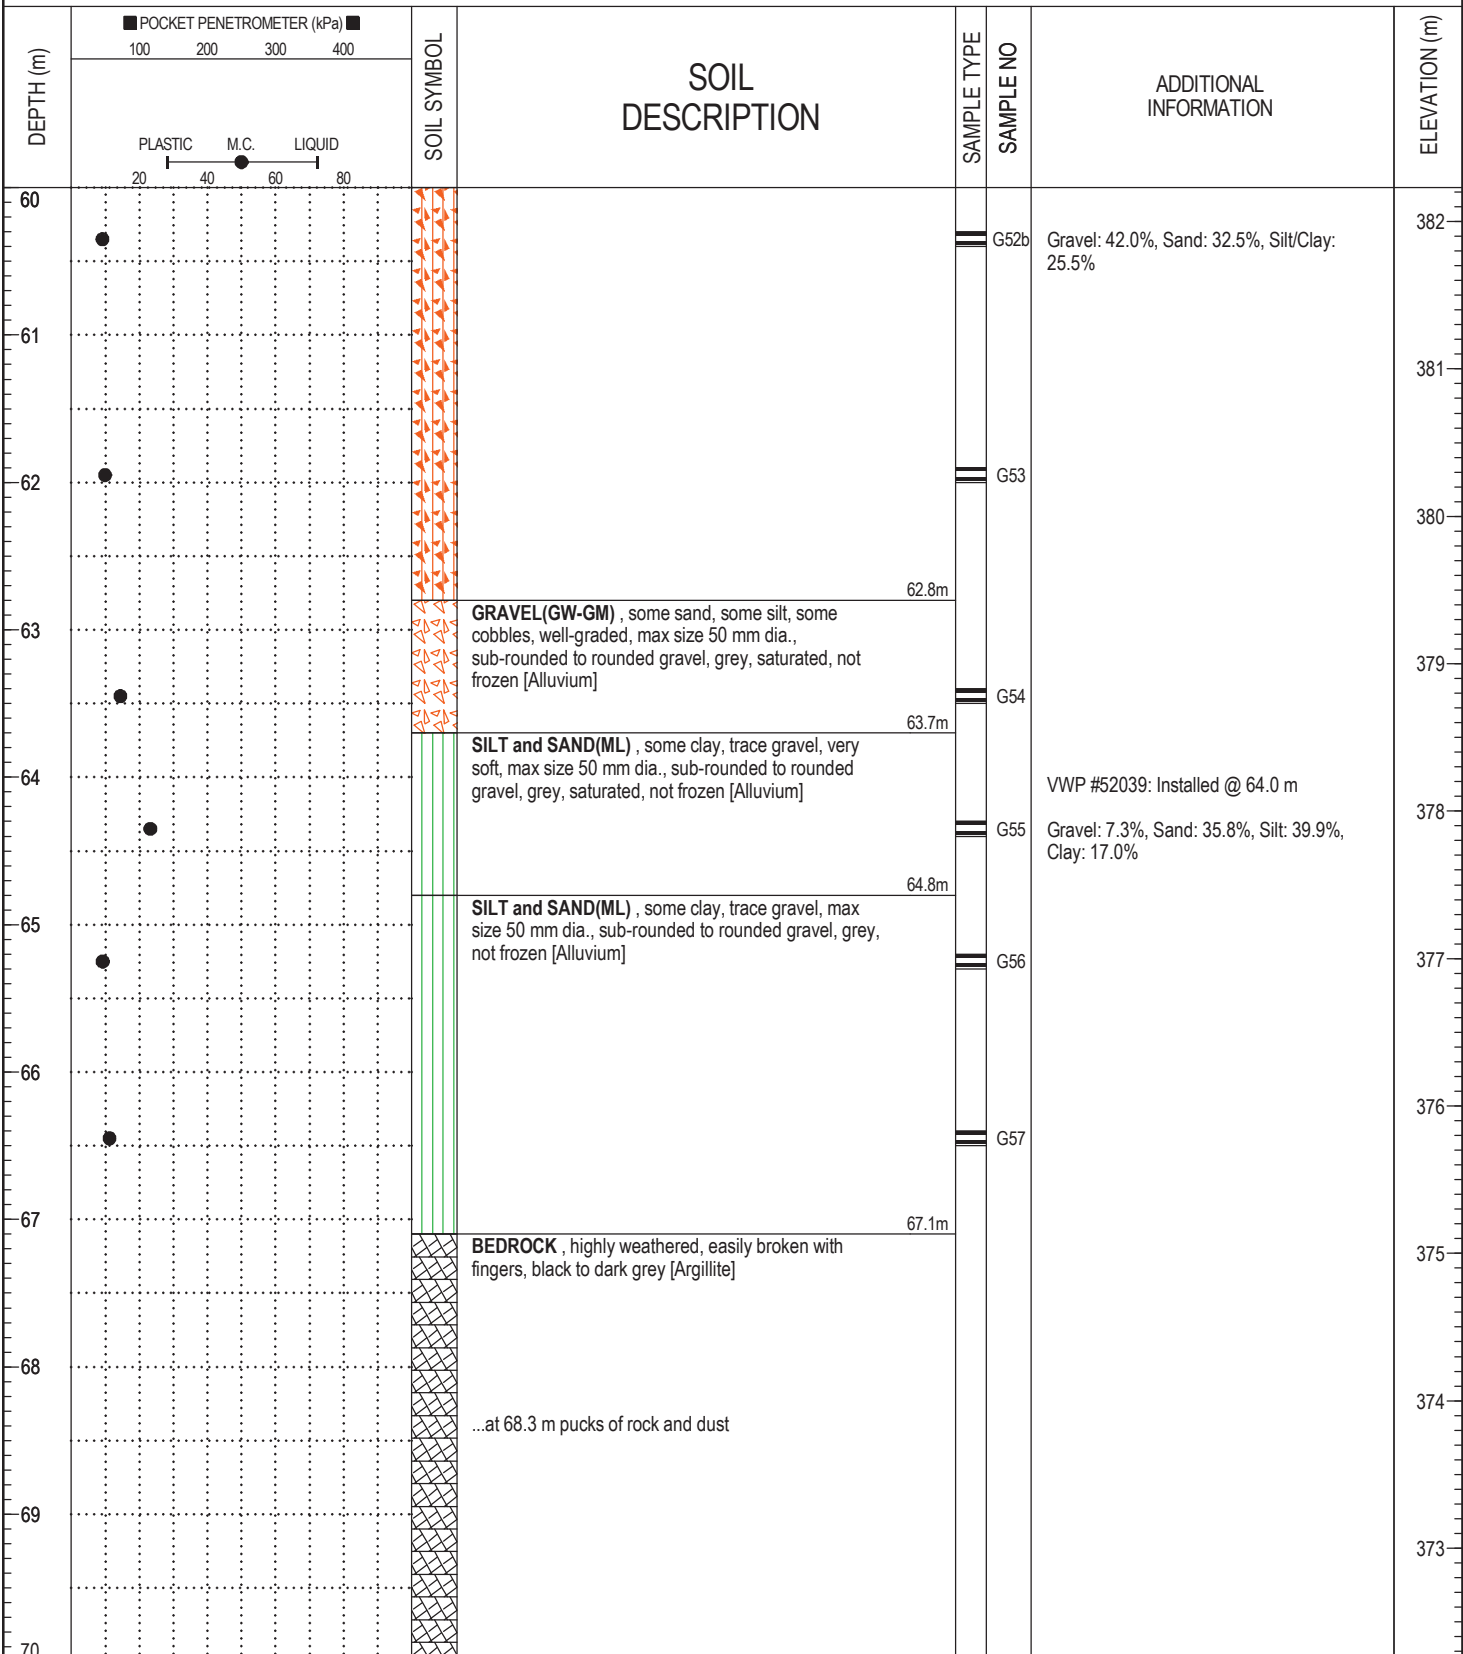 ■ POCKET PENETROMETER (kPa) ■
100 200 300 400
DEPTH (m)
PLASTIC M.C. LIQUID
20 40 60 80
SOIL SYMBOL
SOIL
DESCRIPTION
SAMPLE TYPE
SAMPLE NO
ADDITIONAL
INFORMATION
ELEVATION (m)
60
382
G52b
Gravel: 42.0%, Sand: 32.5%, Silt/Clay:
25.5%
61
381
62
G53
380
62.8m
GRAVEL(GW-GM) , some sand, some silt, some
cobbles, well-graded, max size 50 mm dia.,
sub-rounded to rounded gravel, grey, saturated, not
frozen [Alluvium]
63
379
G54
63.7m
SILT and SAND(ML) , some clay, trace gravel, very
soft, max size 50 mm dia., sub-rounded to rounded
gravel, grey, saturated, not frozen [Alluvium]
64
VWP #52039: Installed @ 64.0 m
378
G55
Gravel: 7.3%, Sand: 35.8%, Silt: 39.9%,
Clay: 17.0%
64.8m
SILT and SAND(ML) , some clay, trace gravel, max
size 50 mm dia., sub-rounded to rounded gravel, grey,
not frozen [Alluvium]
65
377
G56
66
376
G57
67
67.1m
BEDROCK , highly weathered, easily broken with
fingers, black to dark grey [Argillite]
375
68
374
...at 68.3 m pucks of rock and dust
69
373
70